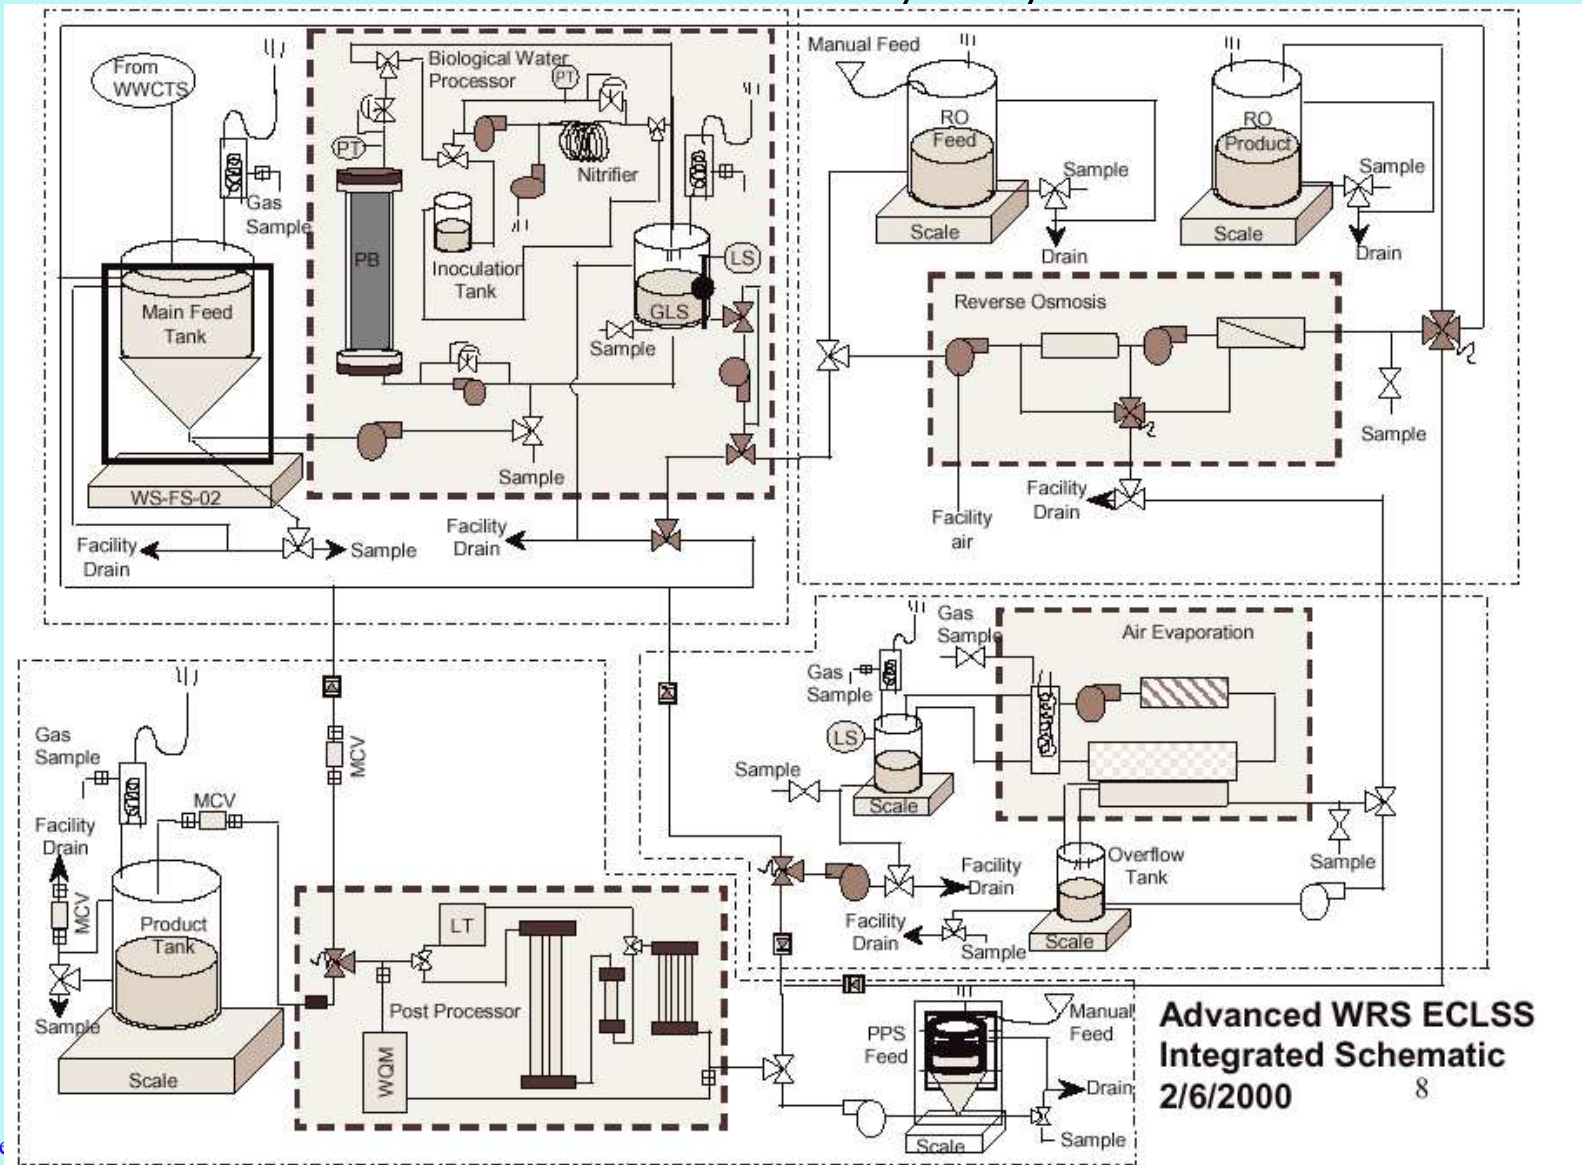 From
WWCTS
Gas
Sample
Main Feed
Tank
WS-FS-02
Facility
Drain
Sample
Biological Water
Processor
PT
PT
Nitrifier
PB
Inoculation
Tank
LS
GLS
Sample
Sample
Facility
Drain
Manual Feed
RO
Feed
Sample
Scale
Drain
RO
Product
Sample
Scale
Drain
Reverse Osmosis
Sample
Facility
Drain
Facility
air
Gas
Sample
Air Evaporation
Gas
Sample
LS
Sample
Scale
Overflow
Tank
Sample
Facility
Drain
Facility
Drain
Sample
Scale
Gas
Sample
MCV
MCV
Facility
Drain
MCV
Product
Tank
Sample
Scale
LT
Post Processor
WQM
PPS
Feed
Manual
Feed
Drain
Sample
Scale
Advanced WRS ECLSS
Integrated Schematic
2/6/2000
8